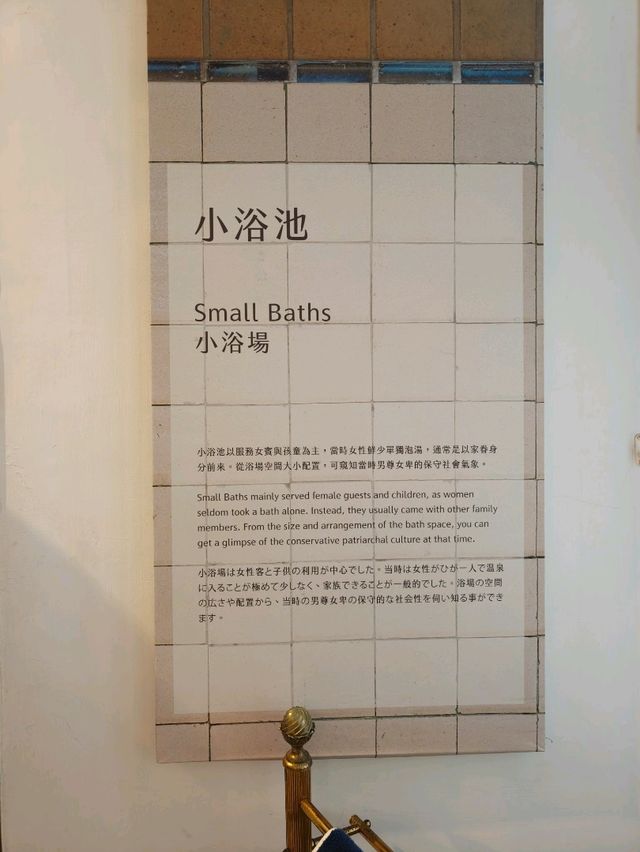 小浴池
Small Baths
小浴場
小浴池以服務女賓與孩童為主，當時女性鮮少單獨泡湯，通常是以家眷身
分前來。從浴場空間大小配置，可窺知當時男尊女卑的保守社會氣象。
Small Baths mainly served female guests and children, as women
seldom took a bath alone. Instead, they usually came with other family
members. From the size and arrangement of the bath space, you can
get a glimpse of the conservative patriarchal culture at that time.
小浴場は女性客と子供の利用が中心でした。当時は女性がひが一人で温泉
に入ることが極めて少しなく、家族できることが一般的でした。浴場の空間
の広さや配置から、当時の男尊女卑の保守的な社会性を伺い知る事ができ
ます。